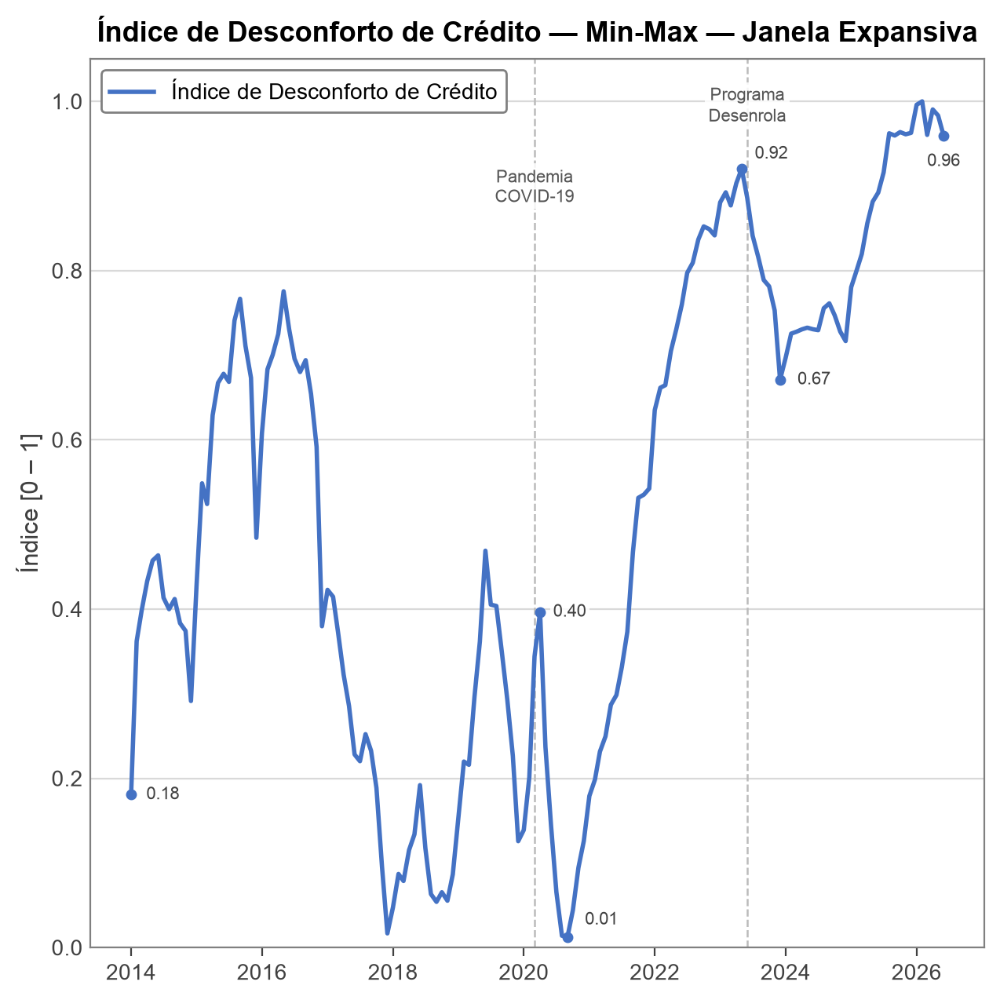 Índice de Desconforto de Crédito — Min-Max — Janela Expansiva
Índice de Desconforto de Crédito
Índice [0 – 1]
1.0
0.8
0.6
0.4
0.2
0.0
Pandemia
COVID-19
Programa
Desenrola
0.18
0.40
0.01
0.92
0.67
0.96
2014
2016
2018
2020
2022
2024
2026